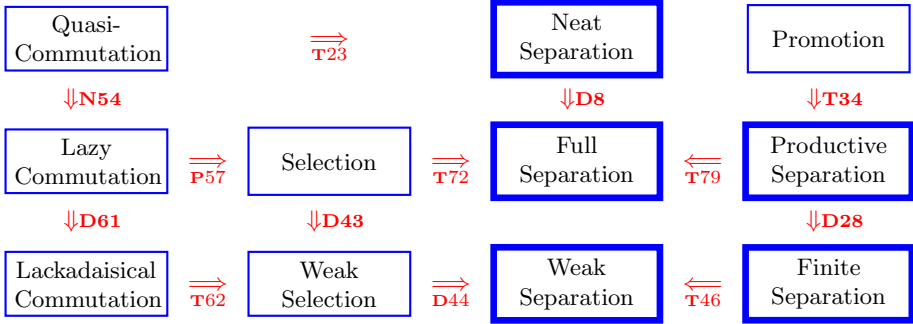 Quasi-
Commutation
⇒
T23
Neat
Separation
Promotion
⇓N54
⇓D8
⇓T34
Lazy
Commutation
⇒
P57
Selection
⇒
T72
Full
Separation
⇐
T79
Productive
Separation
⇓D61
⇓D43
⇓D28
Lackadaisical
Commutation
⇒
T62
Weak
Selection
⇒
D44
Weak
Separation
⇐
T46
Finite
Separation